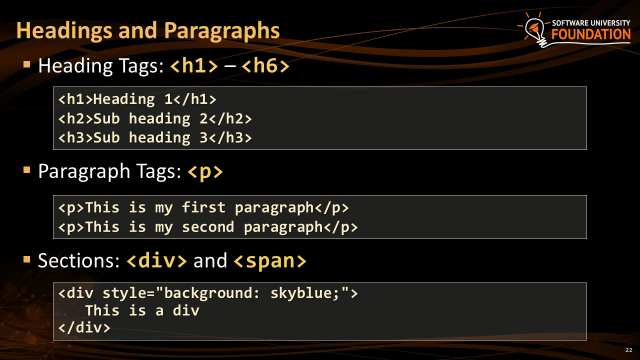 Headings and Paragraphs
SOFTWARE UNIVERSITY
FOUNDATION
Heading Tags: <h1> – <h6>
<h1>Heading 1</h1>
<h2>Sub heading 2</h2>
<h3>Sub heading 3</h3>
Paragraph Tags: <p>
<p>This is my first paragraph</p>
<p>This is my second paragraph</p>
Sections: <div> and <span>
<div style="background: skyblue;">
   This is a div
</div>
22